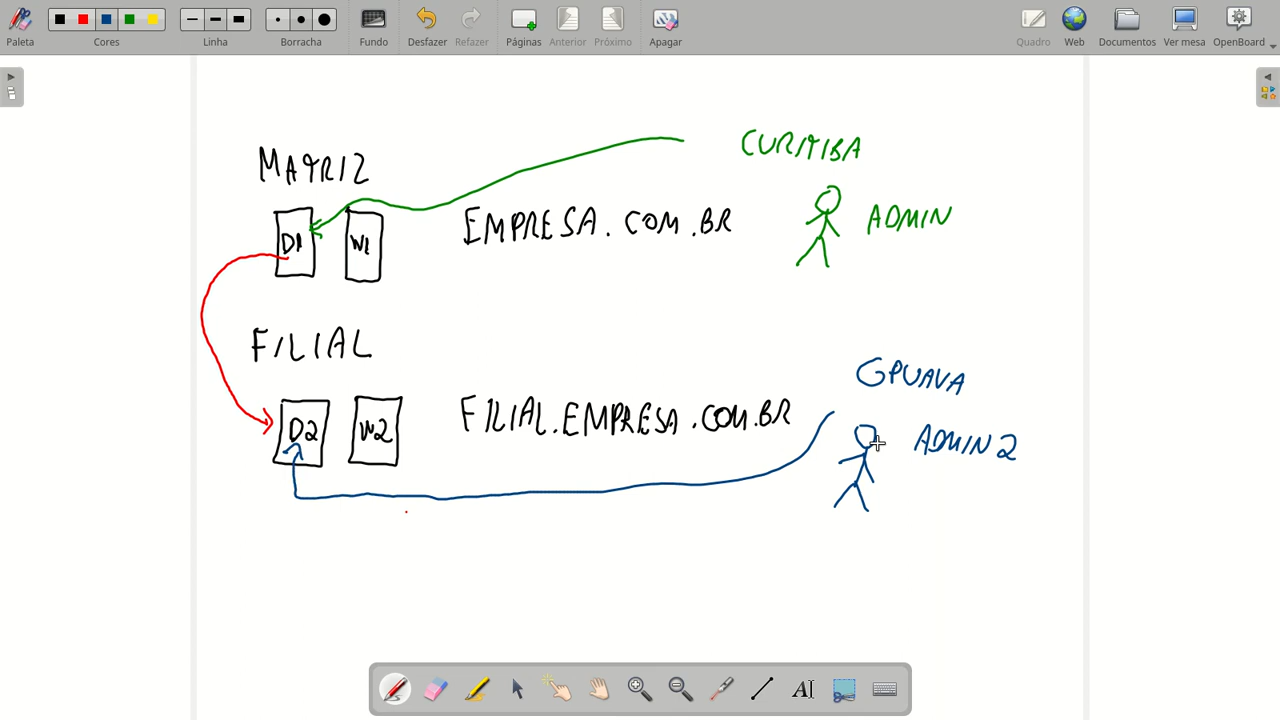 Paleta Cores Linha Borracha Fundo Desfazer Refazer Páginas Anterior Próximo Apagar Quadro Web Documentos Ver mesa OpenBoard
CURITIBA
MATRIZ
D1 W1 EMPRESA.COM.BR ADMIN
FILIAL
GPUAVA
D2 W2 FILIAL.EMPRESA.COM.BR ADMIN 2
AI